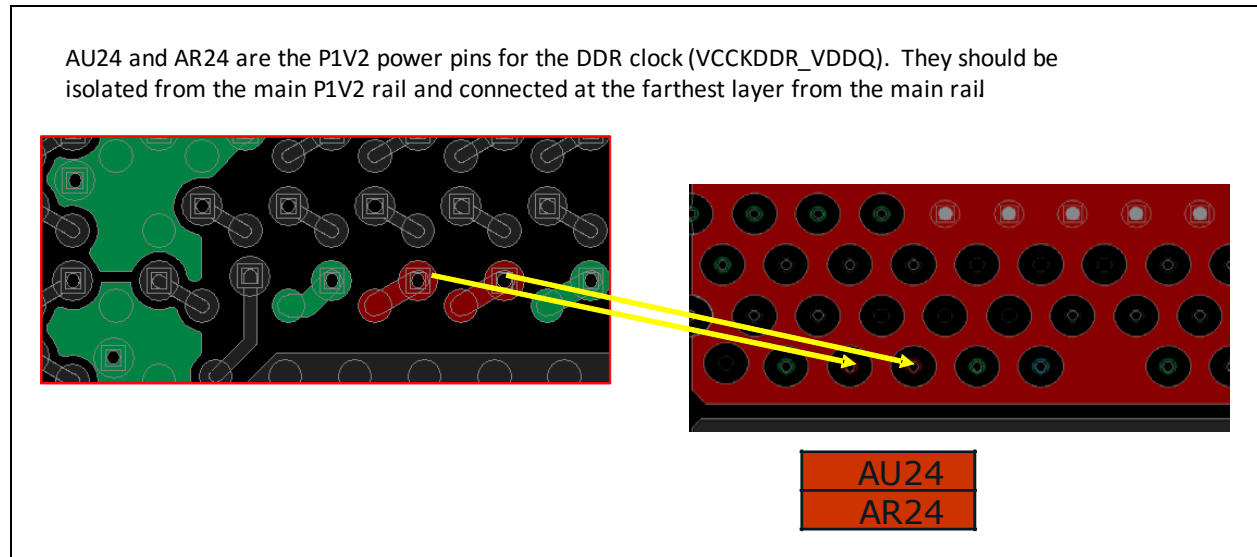 AU24 and AR24 are the P1V2 power pins for the DDR clock (VCCKDDR_VDDQ).  They should be
isolated from the main P1V2 rail and connected at the farthest layer from the main rail
AU24
AR24